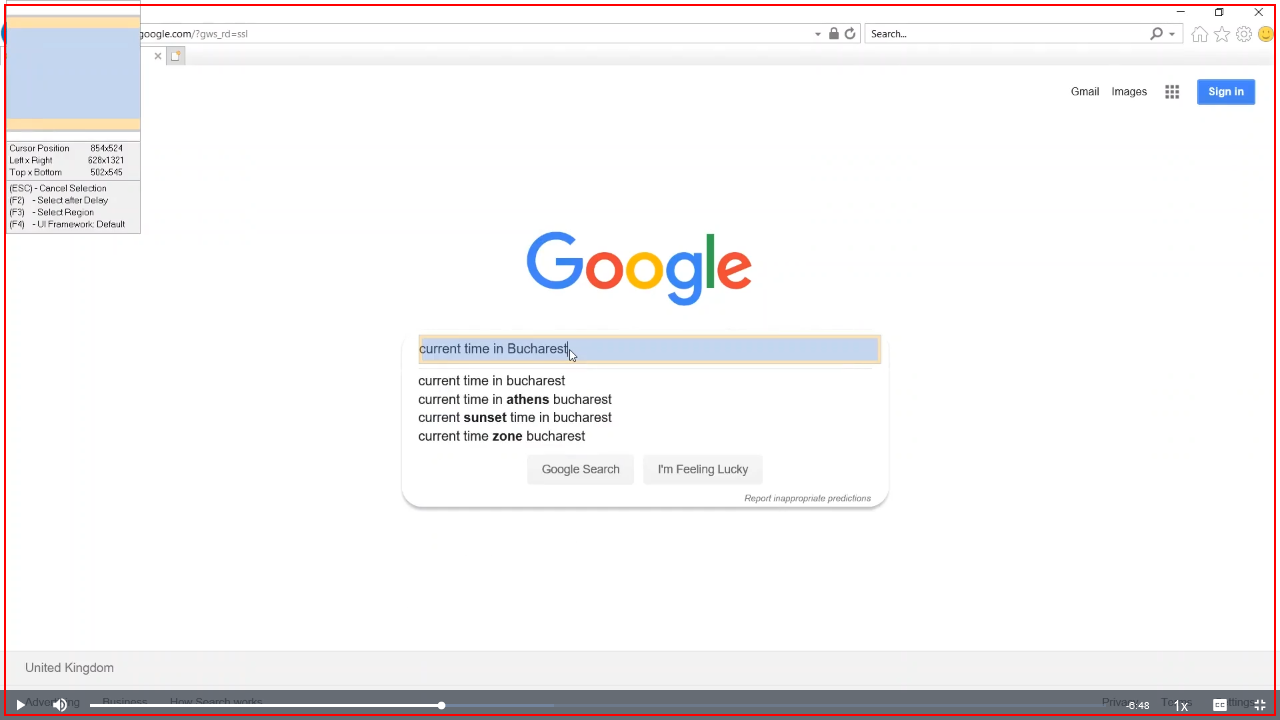 google.com/?gws_rd=ssl
Search...
Cursor Position 854x524
Left x Right 628x1321
Top x Bottom 502x545
(ESC) - Cancel Selection
(F2) - Select after Delay
(F3) - Select Region
(F4) - UI Framework: Default
Gmail Images Sign in
Google
current time in Bucharest
current time in bucharest
current time in athens bucharest
current sunset time in bucharest
current time zone bucharest
Google Search I'm Feeling Lucky
Report inappropriate predictions
United Kingdom
Advertising Business How Search works
-6:48 1x CC